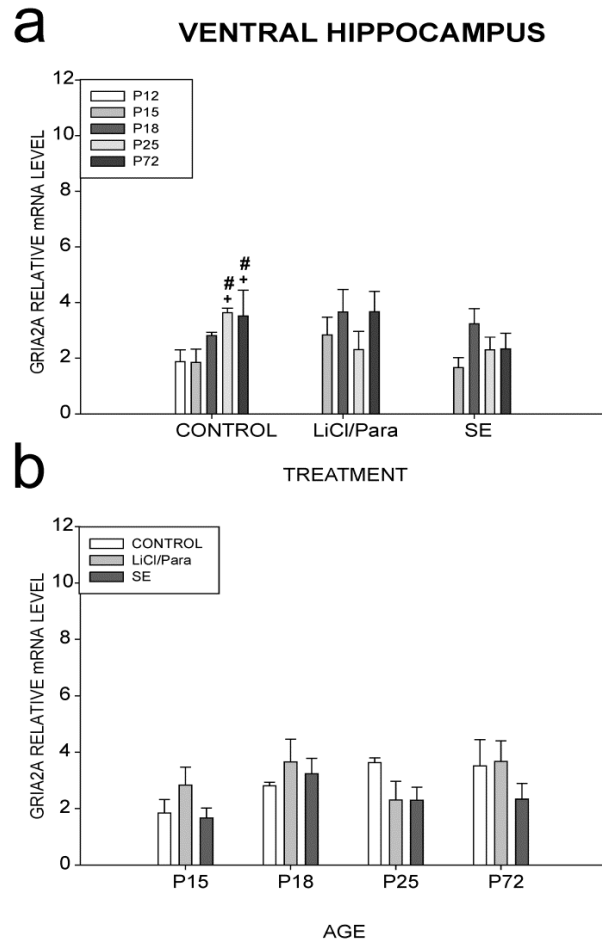 a
VENTRAL HIPPOCAMPUS
12
10
8
6
4
2
0
GRIA2A RELATIVE mRNA LEVEL
P12
P15
P18
P25
P72
# #
+ +
CONTROL LiCl/Para SE
TREATMENT
b
12
10
8
6
4
2
0
GRIA2A RELATIVE mRNA LEVEL
CONTROL
LiCl/Para
SE
P15 P18 P25 P72
AGE